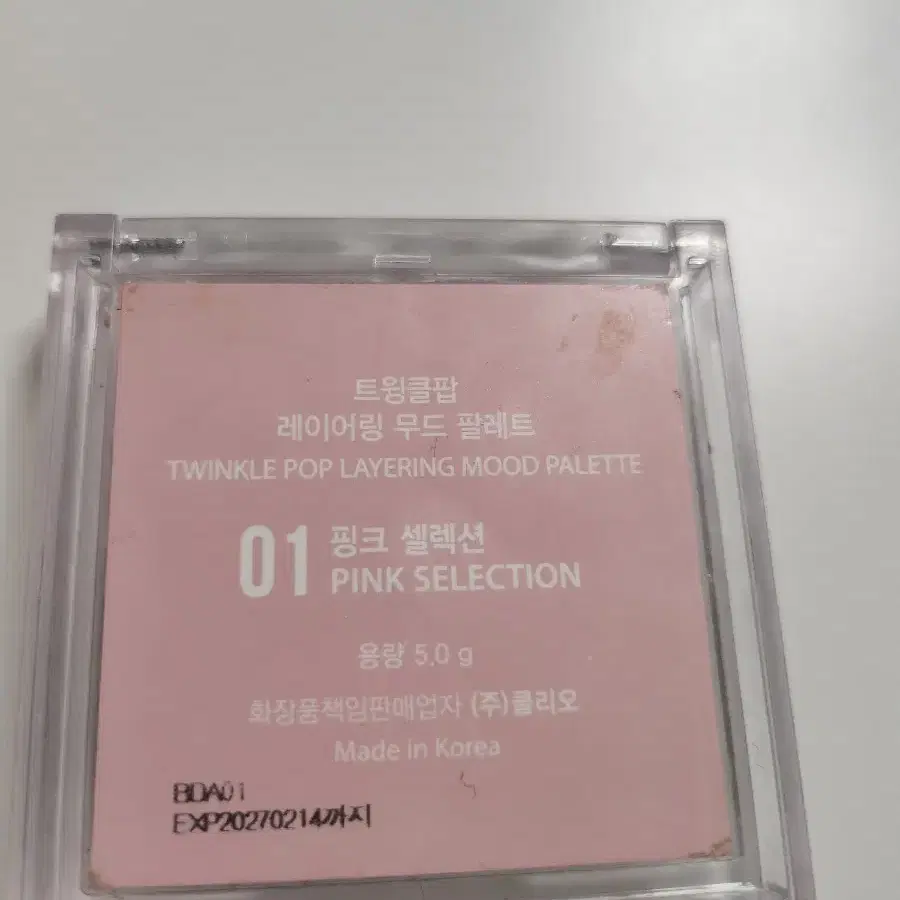 트윙클팝
레이어링 무드 팔레트
TWINKLE POP LAYERING MOOD PALETTE
01 핑크 셀렉션
PINK SELECTION
용량 5.0 g
화장품책임판매업자 (주)클리오
Made in Korea
BDA01
EXP20270214까지